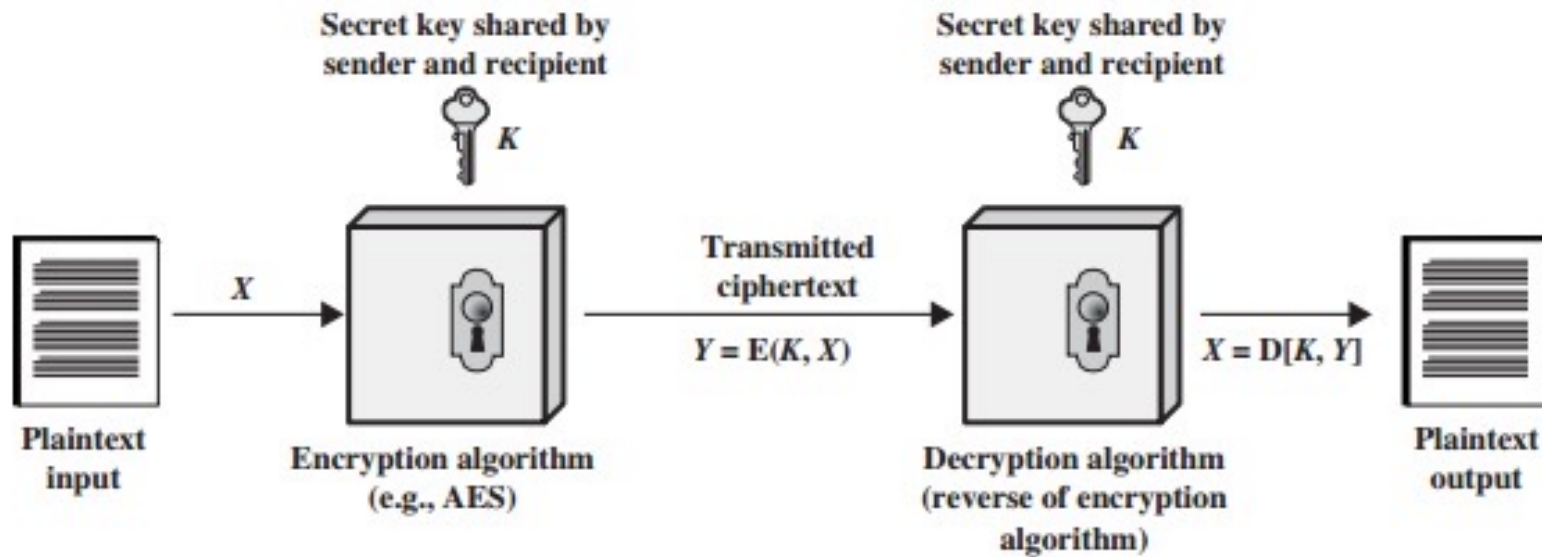 Secret key shared by
sender and recipient
K
Secret key shared by
sender and recipient
K
Plaintext
input
X
Encryption algorithm
(e.g., AES)
Transmitted
ciphertext
Y = E(K, X)
Decryption algorithm
(reverse of encryption
algorithm)
X = D[K, Y]
Plaintext
output